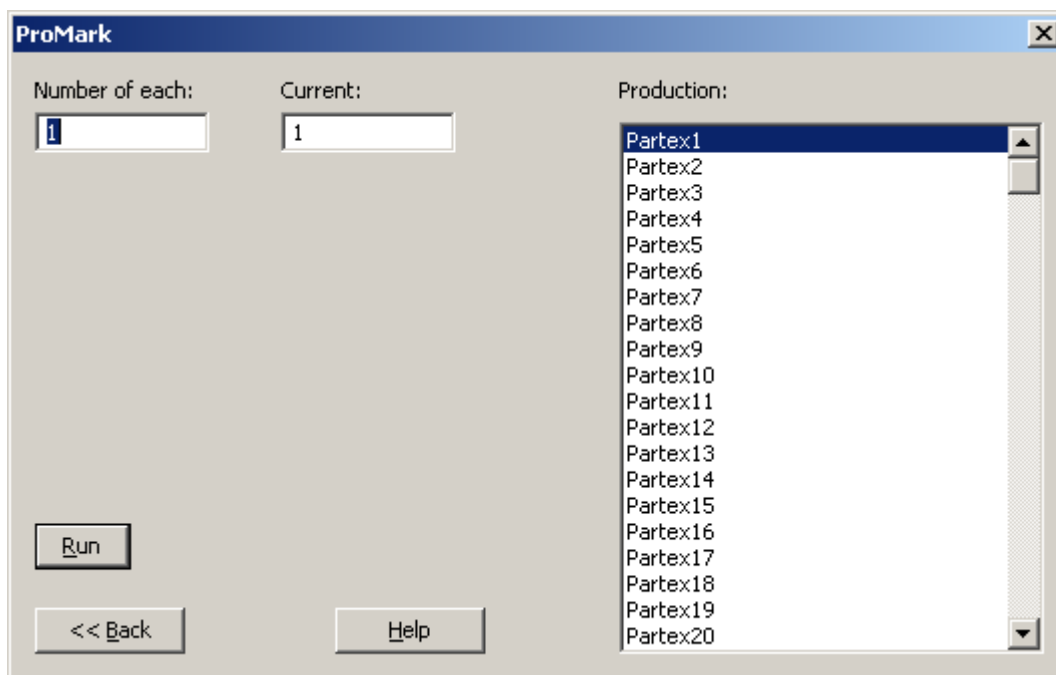 ProMark
Number of each:
1
Current:
1
Production:
Partex1
Partex2
Partex3
Partex4
Partex5
Partex6
Partex7
Partex8
Partex9
Partex10
Partex11
Partex12
Partex13
Partex14
Partex15
Partex16
Partex17
Partex18
Partex19
Partex20
Run
<< Back
Help